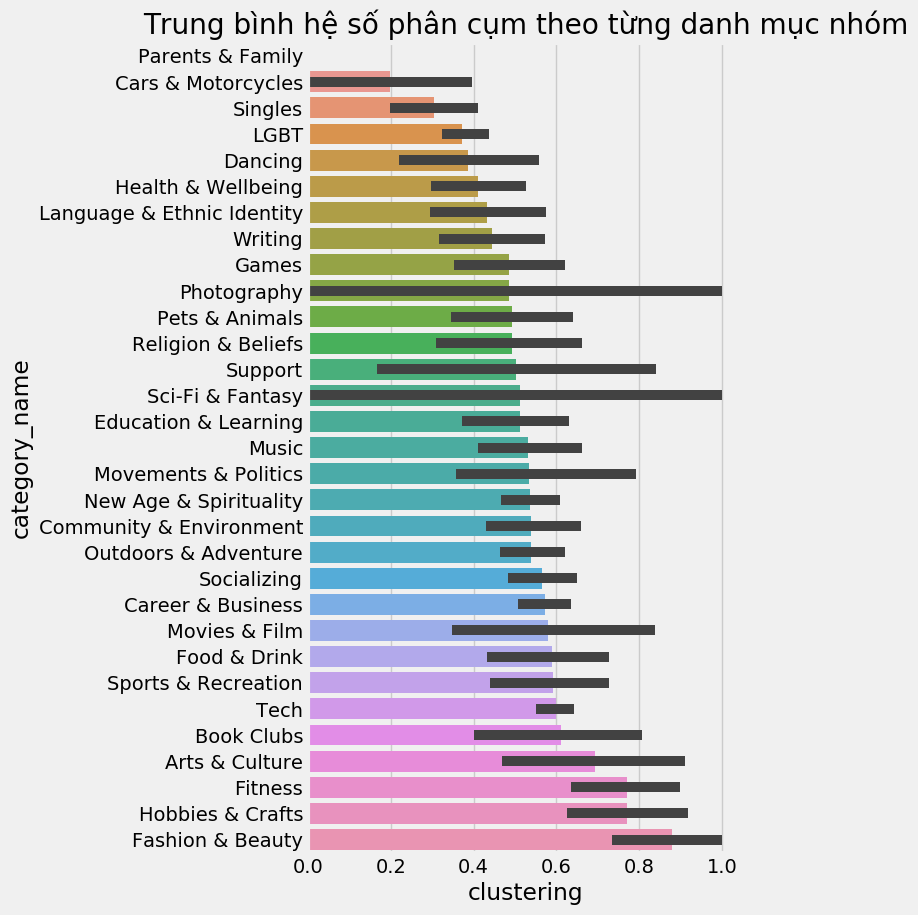 Trung bình hệ số phân cụm theo từng danh mục nhóm
Parents & Family
Cars & Motorcycles
Singles
LGBT
Dancing
Health & Wellbeing
Language & Ethnic Identity
Writing
Games
Photography
Pets & Animals
Religion & Beliefs
Support
Sci-Fi & Fantasy
Education & Learning
Music
Movements & Politics
New Age & Spirituality
Community & Environment
Outdoors & Adventure
Socializing
Career & Business
Movies & Film
Food & Drink
Sports & Recreation
Tech
Book Clubs
Arts & Culture
Fitness
Hobbies & Crafts
Fashion & Beauty
category_name
0.0 0.2 0.4 0.6 0.8 1.0
clustering